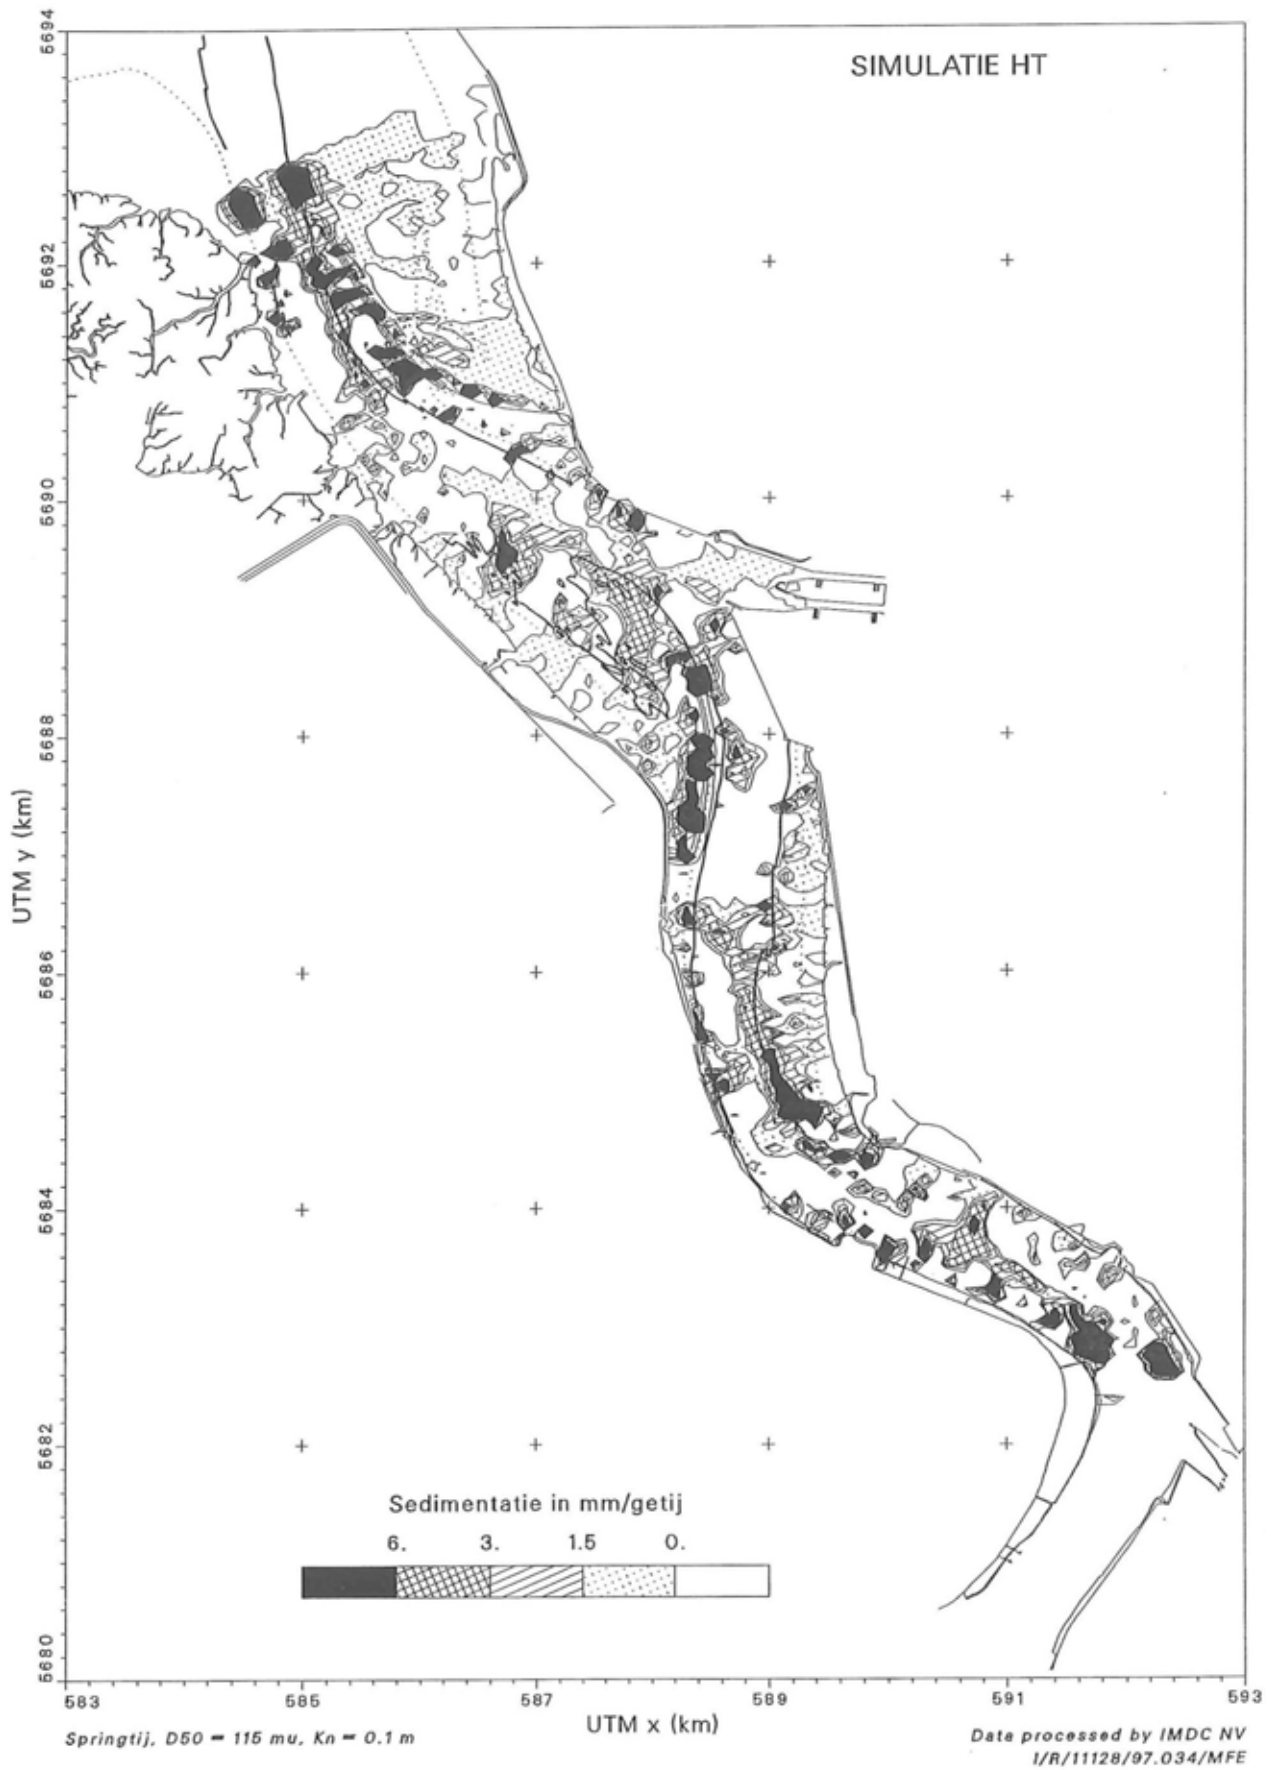 SIMULATIE HT
5694
5692
5690
5688
5686
5684
5682
5680
UTM y (km)
Sedimentatie in mm/getij
6. 3. 1.5 0.
583 585 587 589 591 593
UTM x (km)
Springtij, D50 = 115 mu, Kn = 0.1 m
Data processed by IMDC NV
I/R/11128/97.034/MFE